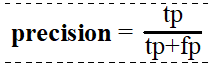 precision = tp
tp+fp